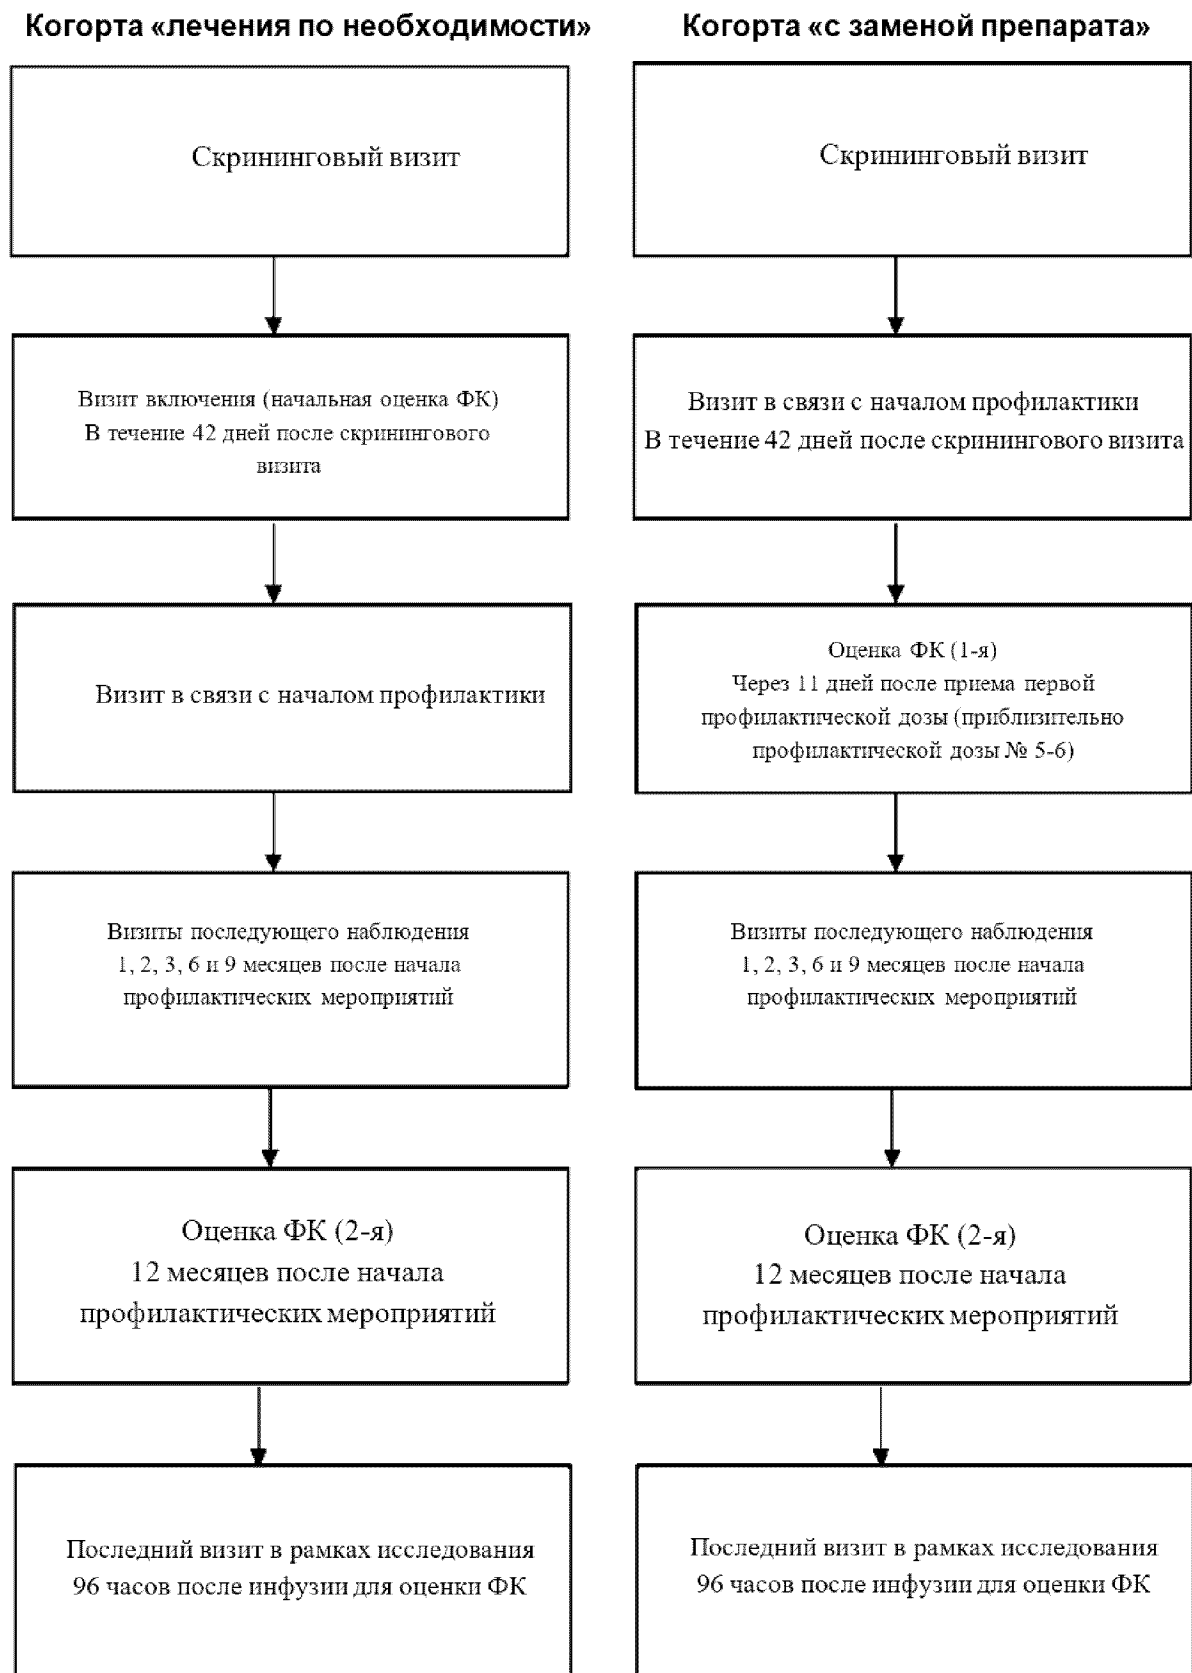 Когорта «лечения по необходимости»
Скрининговый визит
Визит включения (начальная оценка ФК)
В течение 42 дней после скринингового
визита
Визит в связи с началом профилактики
Визиты последующего наблюдения
1, 2, 3, 6 и 9 месяцев после начала
профилактических мероприятий
Оценка ФК (2-я)
12 месяцев после начала
профилактических мероприятий
Последний визит в рамках исследования
96 часов после инфузии для оценки ФК
Когорта «с заменой препарата»
Скрининговый визит
Визит в связи с началом профилактики
В течение 42 дней после скринингового визита
Оценка ФК (1-я)
Через 11 дней после приема первой
профилактической дозы (приблизительно
профилактической дозы № 5-6)
Визиты последующего наблюдения
1, 2, 3, 6 и 9 месяцев после начала
профилактических мероприятий
Оценка ФК (2-я)
12 месяцев после начала
профилактических мероприятий
Последний визит в рамках исследования
96 часов после инфузии для оценки ФК